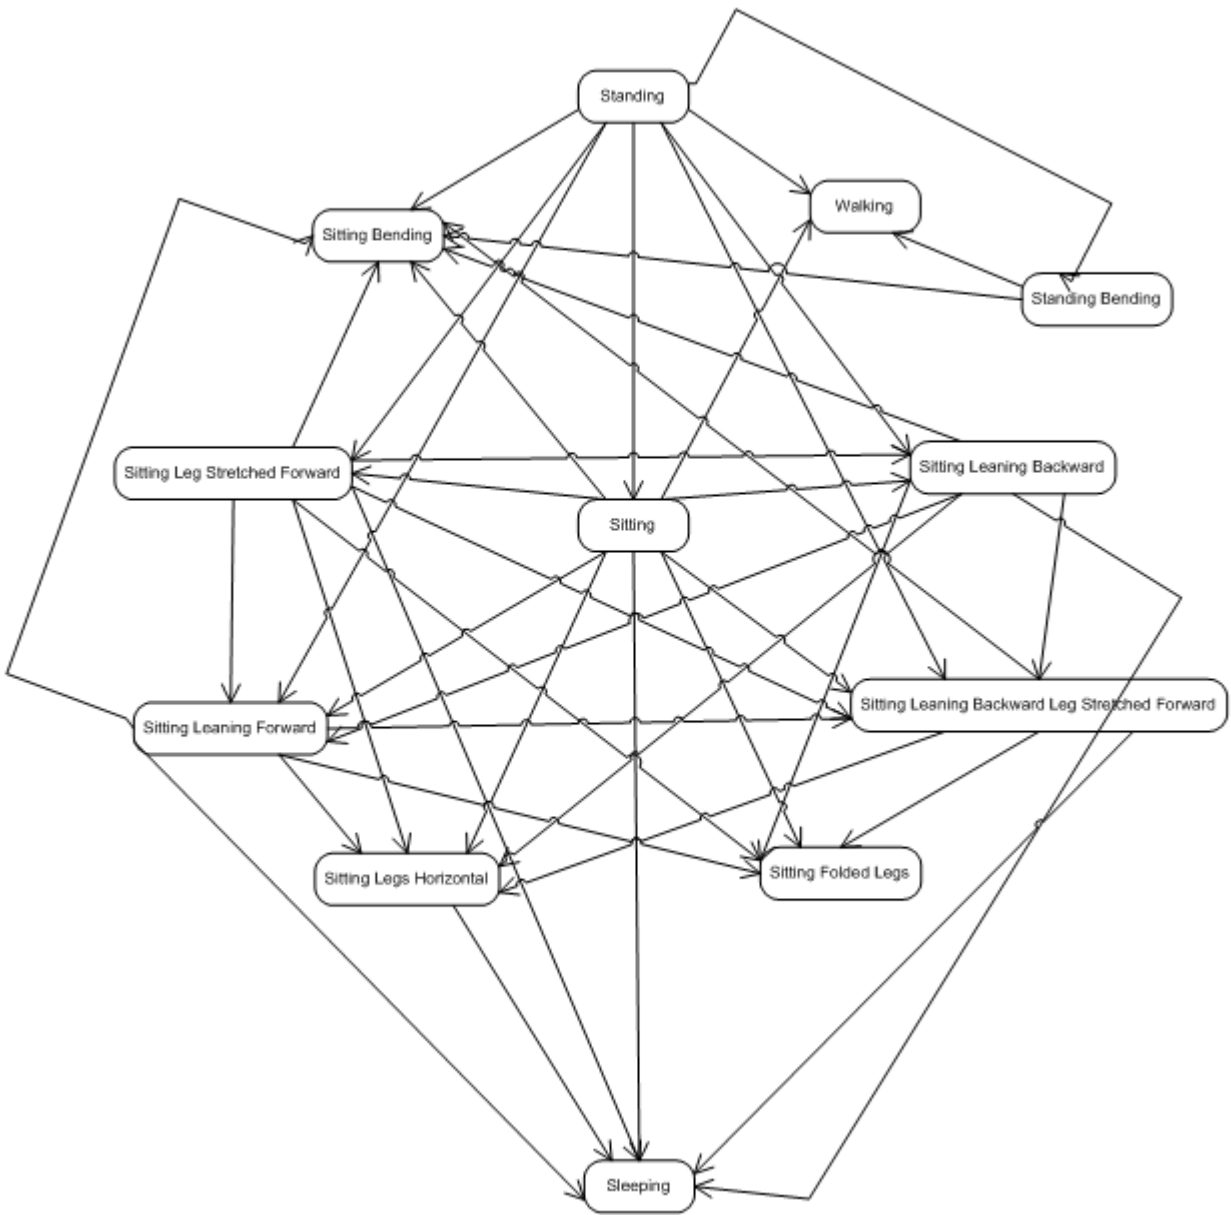 Standing
Walking
Sitting Bending
Standing Bending
Sitting Leg Stretched Forward
Sitting Leaning Backward
Sitting
Sitting Leaning Backward Leg Stretched Forward
Sitting Leaning Forward
Sitting Legs Horizontal
Sitting Folded Legs
Sleeping